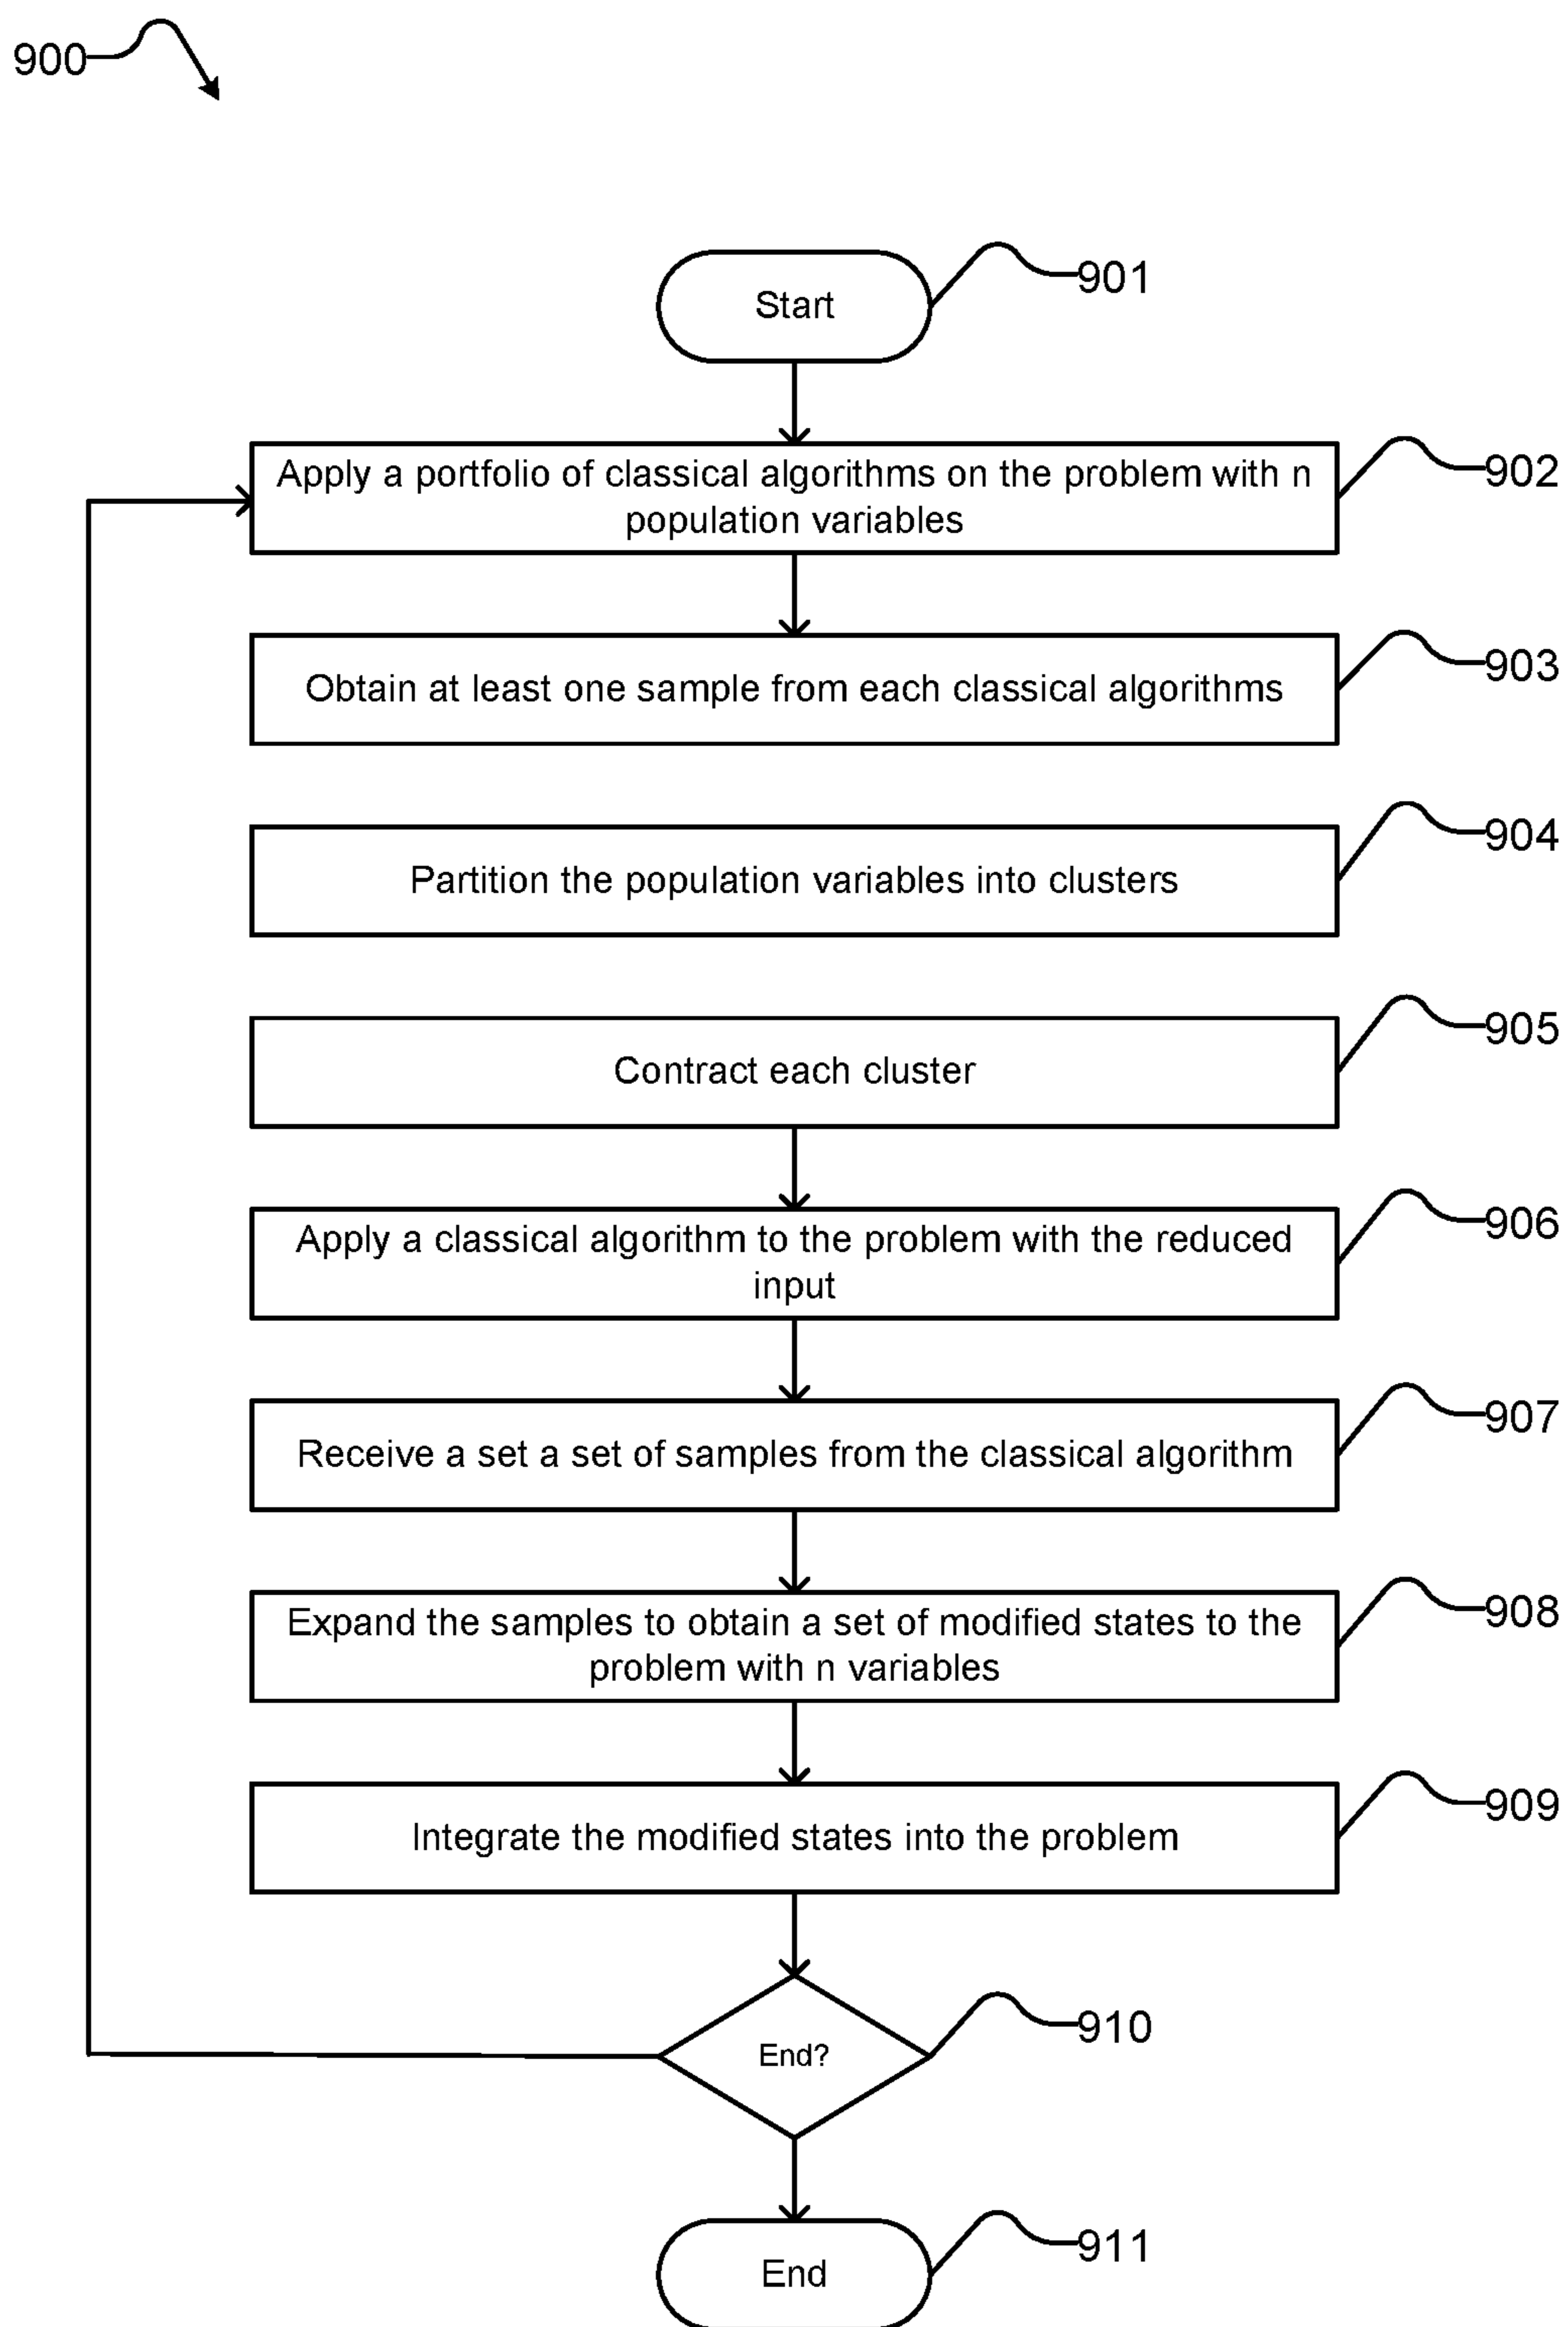 900
Start
901
Apply a portfolio of classical algorithms on the problem with n
population variables
902
Obtain at least one sample from each classical algorithms
903
Partition the population variables into clusters
904
Contract each cluster
905
Apply a classical algorithm to the problem with the reduced
input
906
Receive a set a set of samples from the classical algorithm
907
Expand the samples to obtain a set of modified states to the
problem with n variables
908
Integrate the modified states into the problem
909
End?
910
End
911